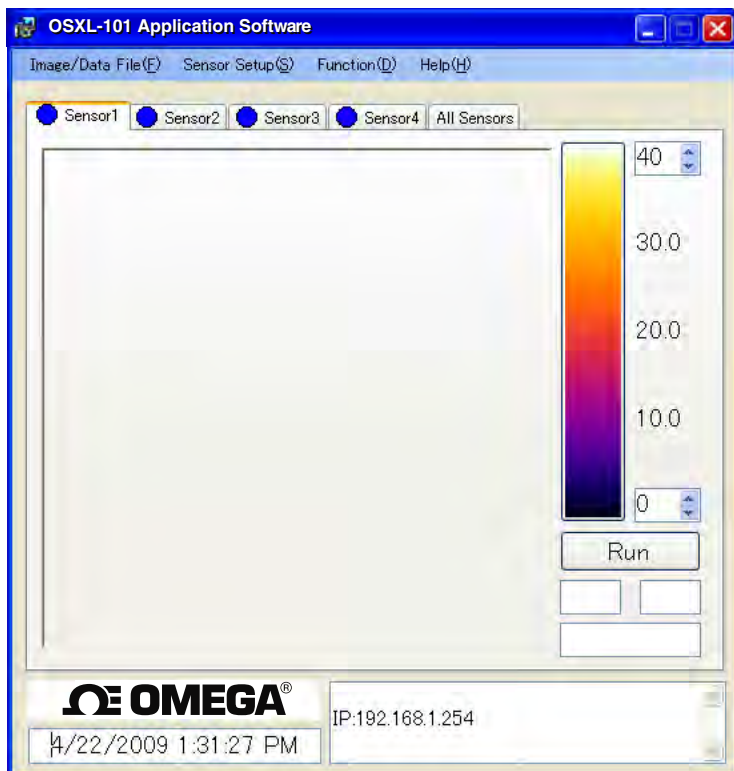 OSXL-101 Application Software
Image/Data File(F) Sensor Setup(S) Function(D) Help(H)
Sensor1 Sensor2 Sensor3 Sensor4 All Sensors
40
30.0
20.0
10.0
0
Run
OMEGA®
IP:192.168.1.254
4/22/2009 1:31:27 PM